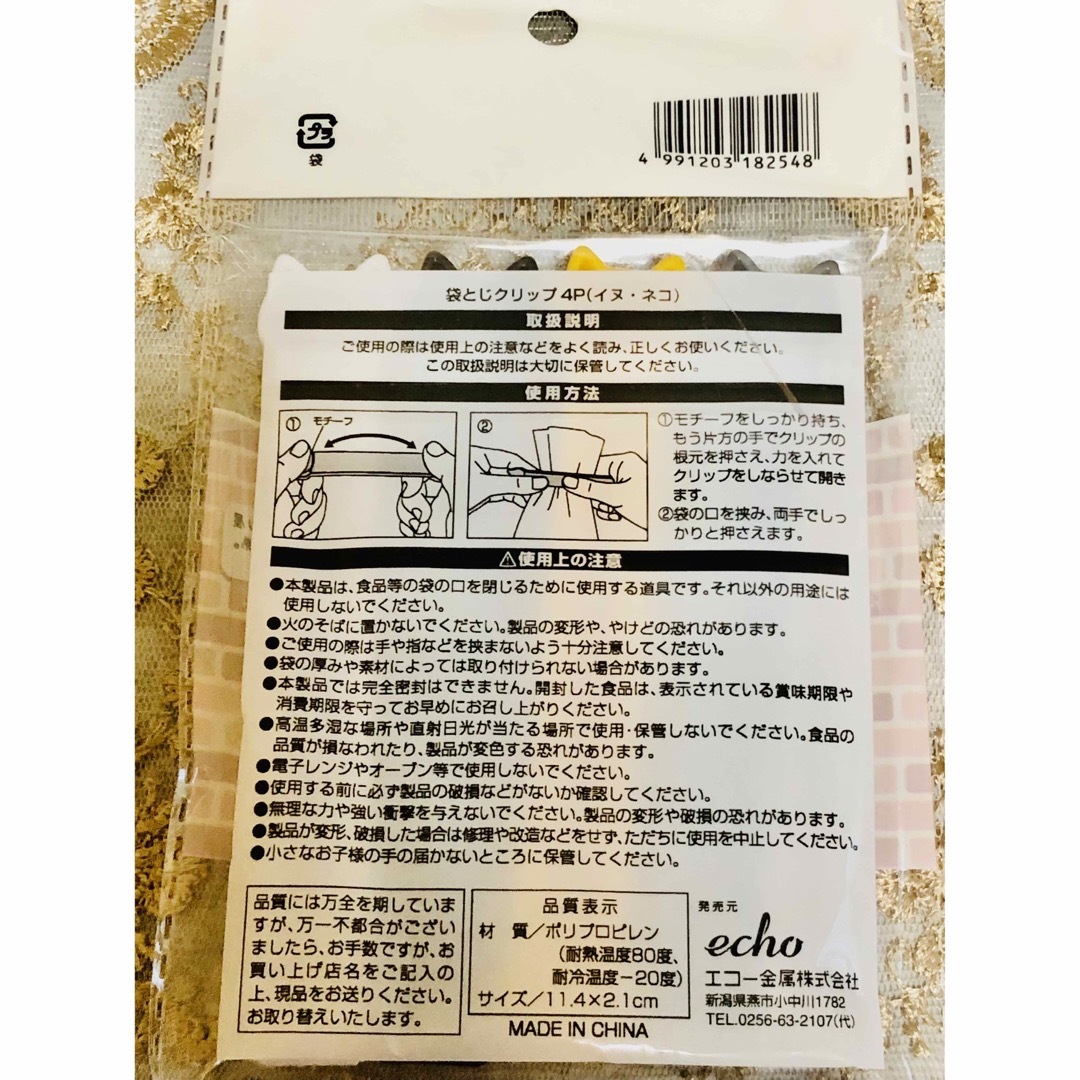 プラ
袋
4 991203 182548
袋とじクリップ 4P(イヌ・ネコ)
取扱説明
ご使用の際は使用上の注意などをよく読み、正しくお使いください。
この取扱説明は大切に保管してください。
使用方法
① モチーフ
②
①モチーフをしっかり持ち、
もう片方の手でクリップの
根元を押さえ、力を入れて
クリップをしならせて開き
ます。
②袋の口を挟み、両手でしっ
かりと押さえます。
⚠使用上の注意
●本製品は、食品等の袋の口を閉じるために使用する道具です。それ以外の用途には
使用しないでください。
●火のそばに置かないでください。製品の変形や、やけどの恐れがあります。
●ご使用の際は手や指などを挟まないよう十分注意してください。
●袋の厚みや素材によっては取り付けられない場合があります。
●本製品では完全密封はできません。開封した食品は、表示されている賞味期限や
消費期限を守ってお早めにお召し上がりください。
●高温多湿な場所や直射日光が当たる場所で使用・保管しないでください。食品の
品質が損なわれたり、製品が変色する恐れがあります。
●電子レンジやオーブン等で使用しないでください。
●使用する前に必ず製品の破損などがないか確認してください。
●無理な力や強い衝撃を与えないでください。製品の変形や破損の恐れがあります。
●製品が変形、破損した場合は修理や改造などをせず、ただちに使用を中止してください。
●小さなお子様の手の届かないところに保管してください。
品質には万全を期していま
すが、万一不都合がござい
ましたら、お手数ですが、お
買い上げ店名をご記入の
上、現品をお送りください。
お取り替えいたします。
品質表示
材 質/ポリプロピレン
(耐熱温度80度、
耐冷温度-20度)
サイズ/11.4×2.1cm
MADE IN CHINA
発売元
echo
エコー金属株式会社
新潟県燕市小中川1782
TEL.0256-63-2107(代)